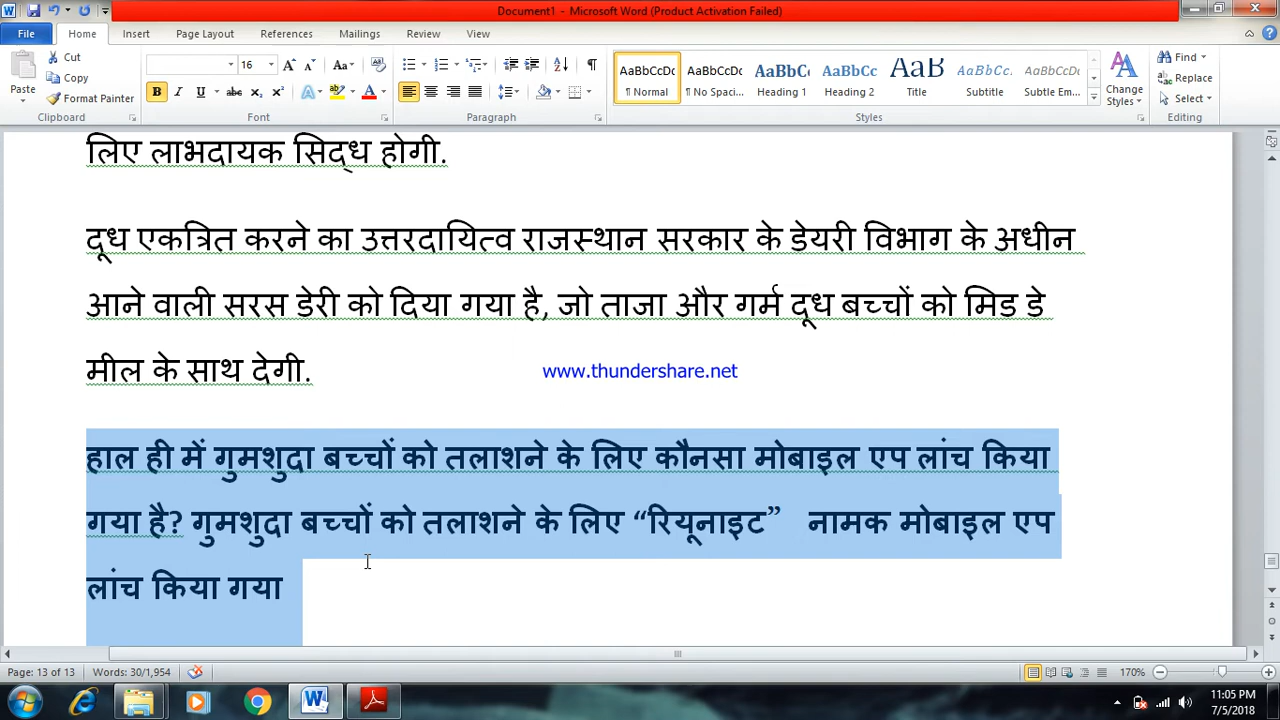 Document1 - Microsoft Word (Product Activation Failed)
File Home Insert Page Layout References Mailings Review View
Cut
Copy
Format Painter
Paste
Clipboard
16
Font
Paragraph
AaBbCcDc AaBbCcDc AaBbC AaBbCc AaB AaBbCcL AaBbCcDc
¶ Normal ¶ No Spaci... Heading 1 Heading 2 Title Subtitle Subtle Em...
Change Styles
Styles
Find
Replace
Select
Editing
लिए लाभदायक सिद्ध होगी.
दूध एकत्रित करने का उत्तरदायित्व राजस्थान सरकार के डेयरी विभाग के अधीन
आने वाली सरस डेरी को दिया गया है, जो ताजा और गर्म दूध बच्चों को मिड डे
मील के साथ देगी.
www.thundershare.net
हाल ही में गुमशुदा बच्चों को तलाशने के लिए कौनसा मोबाइल एप लांच किया
गया है? गुमशुदा बच्चों को तलाशने के लिए “रियूनाइट” नामक मोबाइल एप
लांच किया गया
Page: 13 of 13 Words: 30/1,954 170%
11:05 PM
7/5/2018